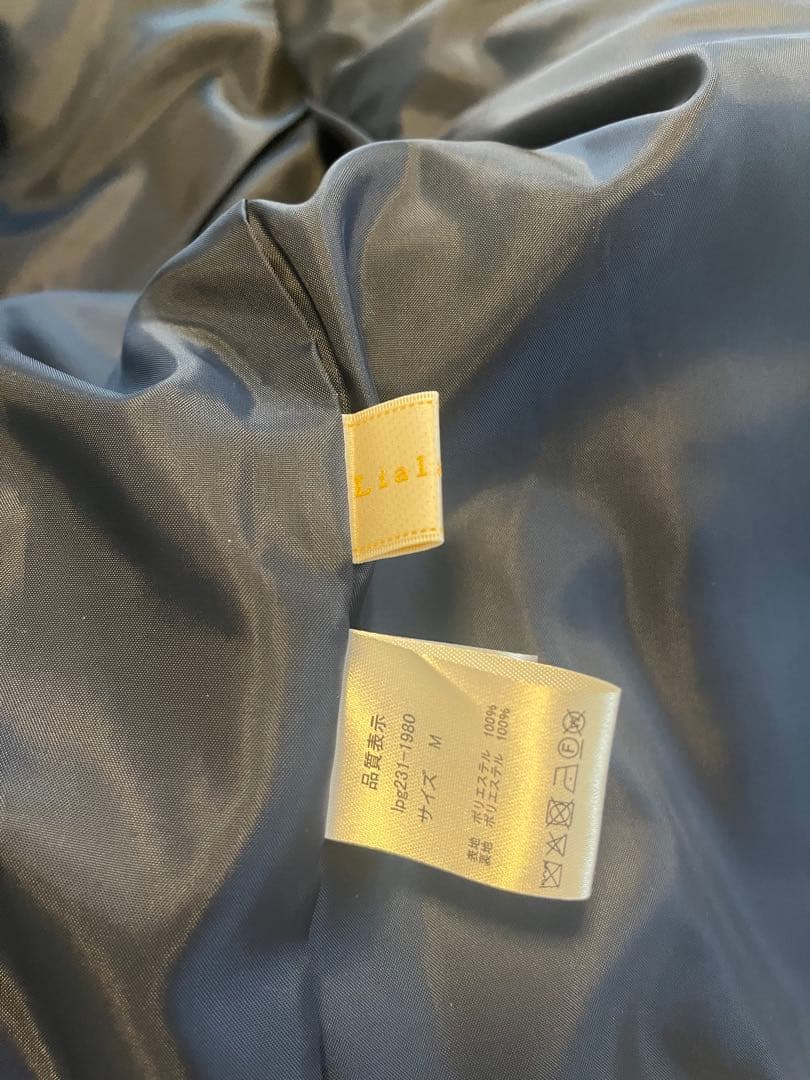 Lial
品質表示
lpg231-1980
サイズ M
表地 ポリエステル 100%
裏地 ポリエステル 100%